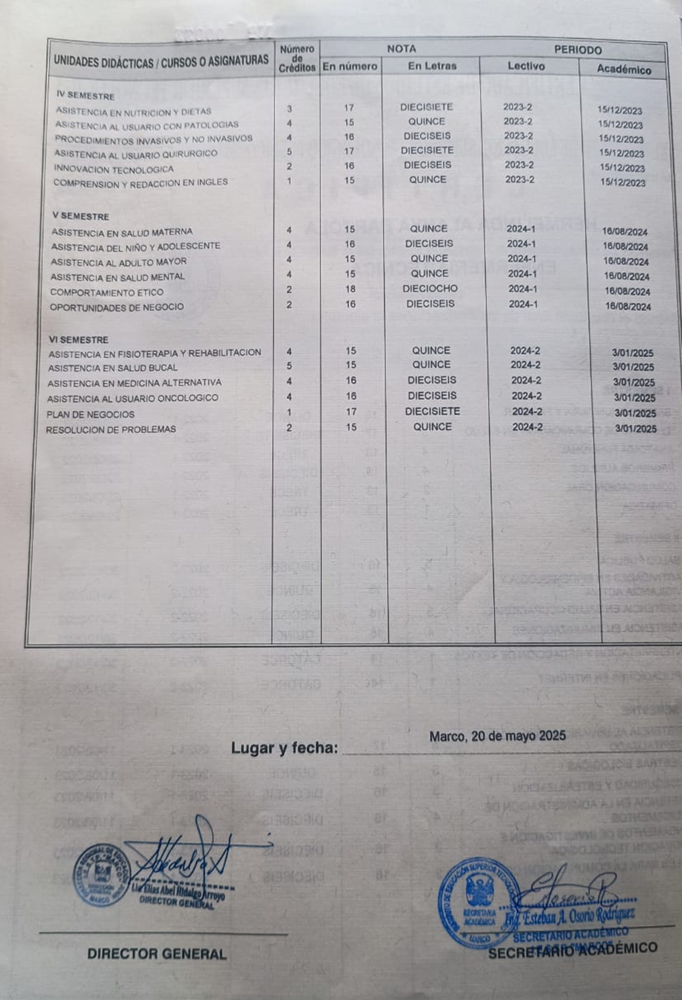 UNIDADES DIDÁCTICAS / CURSOS O ASIGNATURAS Número de Créditos NOTA PERIODO
En número En Letras Lectivo Académico
IV SEMESTRE
ASISTENCIA EN NUTRICION Y DIETAS 3 17 DIECISIETE 2023-2 15/12/2023
ASISTENCIA AL USUARIO CON PATOLOGIAS 4 15 QUINCE 2023-2 15/12/2023
PROCEDIMIENTOS INVASIVOS Y NO INVASIVOS 4 16 DIECISEIS 2023-2 15/12/2023
ASISTENCIA AL USUARIO QUIRURGICO 5 17 DIECISIETE 2023-2 15/12/2023
INNOVACION TECNOLOGICA 2 16 DIECISEIS 2023-2 15/12/2023
COMPRENSION Y REDACCION EN INGLES 1 15 QUINCE 2023-2 15/12/2023
V SEMESTRE
ASISTENCIA EN SALUD MATERNA 4 15 QUINCE 2024-1 16/08/2024
ASISTENCIA DEL NIÑO Y ADOLESCENTE 4 16 DIECISEIS 2024-1 16/08/2024
ASISTENCIA AL ADULTO MAYOR 4 15 QUINCE 2024-1 16/08/2024
ASISTENCIA EN SALUD MENTAL 4 15 QUINCE 2024-1 16/08/2024
COMPORTAMIENTO ETICO 2 18 DIECIOCHO 2024-1 16/08/2024
OPORTUNIDADES DE NEGOCIO 2 16 DIECISEIS 2024-1 16/08/2024
VI SEMESTRE
ASISTENCIA EN FISIOTERAPIA Y REHABILITACION 4 15 QUINCE 2024-2 3/01/2025
ASISTENCIA EN SALUD BUCAL 5 15 QUINCE 2024-2 3/01/2025
ASISTENCIA EN MEDICINA ALTERNATIVA 4 16 DIECISEIS 2024-2 3/01/2025
ASISTENCIA AL USUARIO ONCOLOGICO 4 16 DIECISEIS 2024-2 3/01/2025
PLAN DE NEGOCIOS 1 17 DIECISIETE 2024-2 3/01/2025
RESOLUCION DE PROBLEMAS 2 15 QUINCE 2024-2 3/01/2025
Lugar y fecha: Marco, 20 de mayo 2025
Lic. Elias Abel Hidalgo Arroyo
DIRECTOR GENERAL
DIRECTOR GENERAL
SECRETARIA
ACADÉMICA
MARCO
Ing. Esteban A. Osorio Rodríguez
SECRETARIO ACADÉMICO
SECRETARIO ACADÉMICO